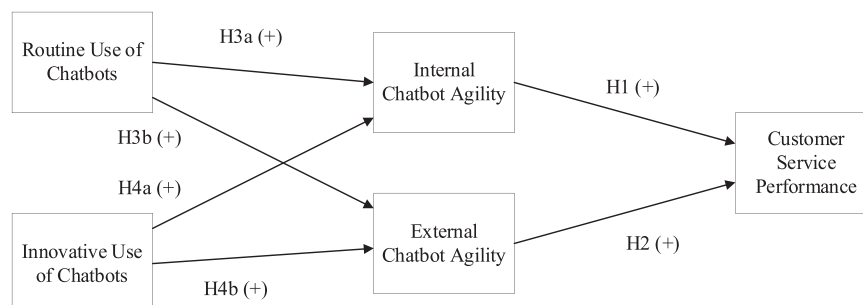 Routine Use of
Chatbots
H3a (+)
Internal
Chatbot Agility
H1 (+)
H3b (+)
Customer
Service
Performance
H4a (+)
External
Chatbot Agility
H2 (+)
Innovative Use
of Chatbots
H4b (+)